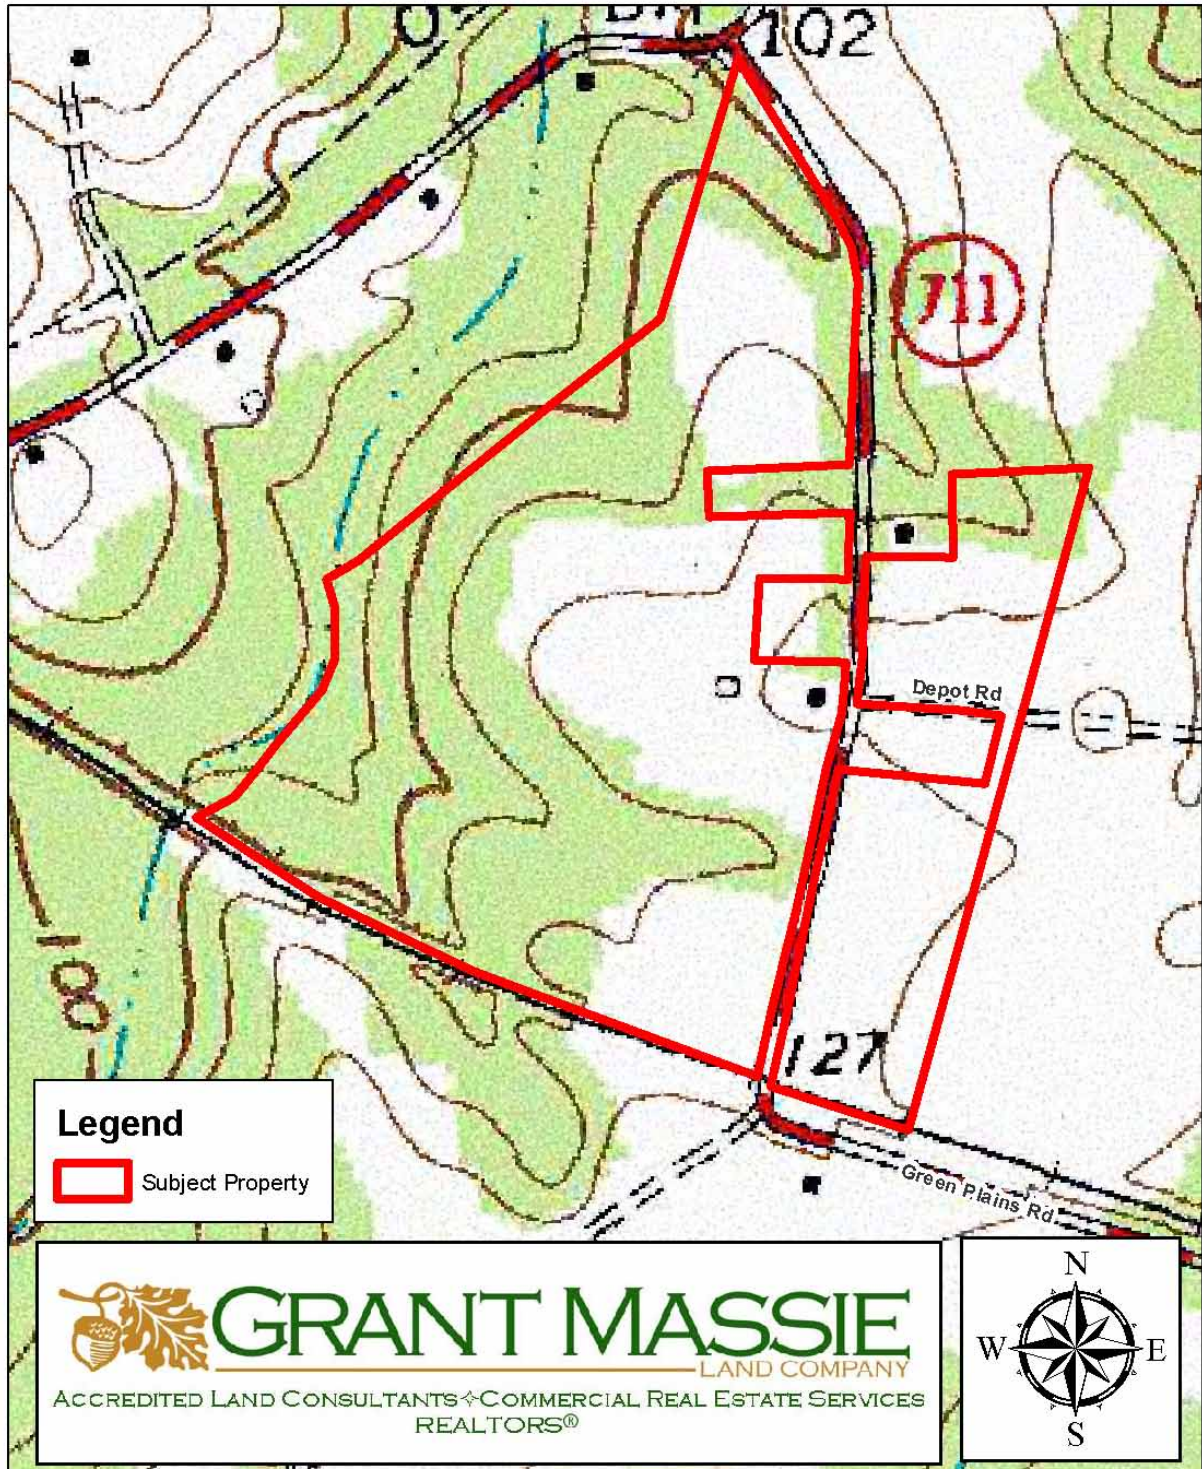 BM
102
711
Depot Rd
127
Green Plains Rd
Legend
Subject Property
GRANT MASSIE
LAND COMPANY
ACCREDITED LAND CONSULTANTS✧COMMERCIAL REAL ESTATE SERVICES
REALTORS®
N
W E
S